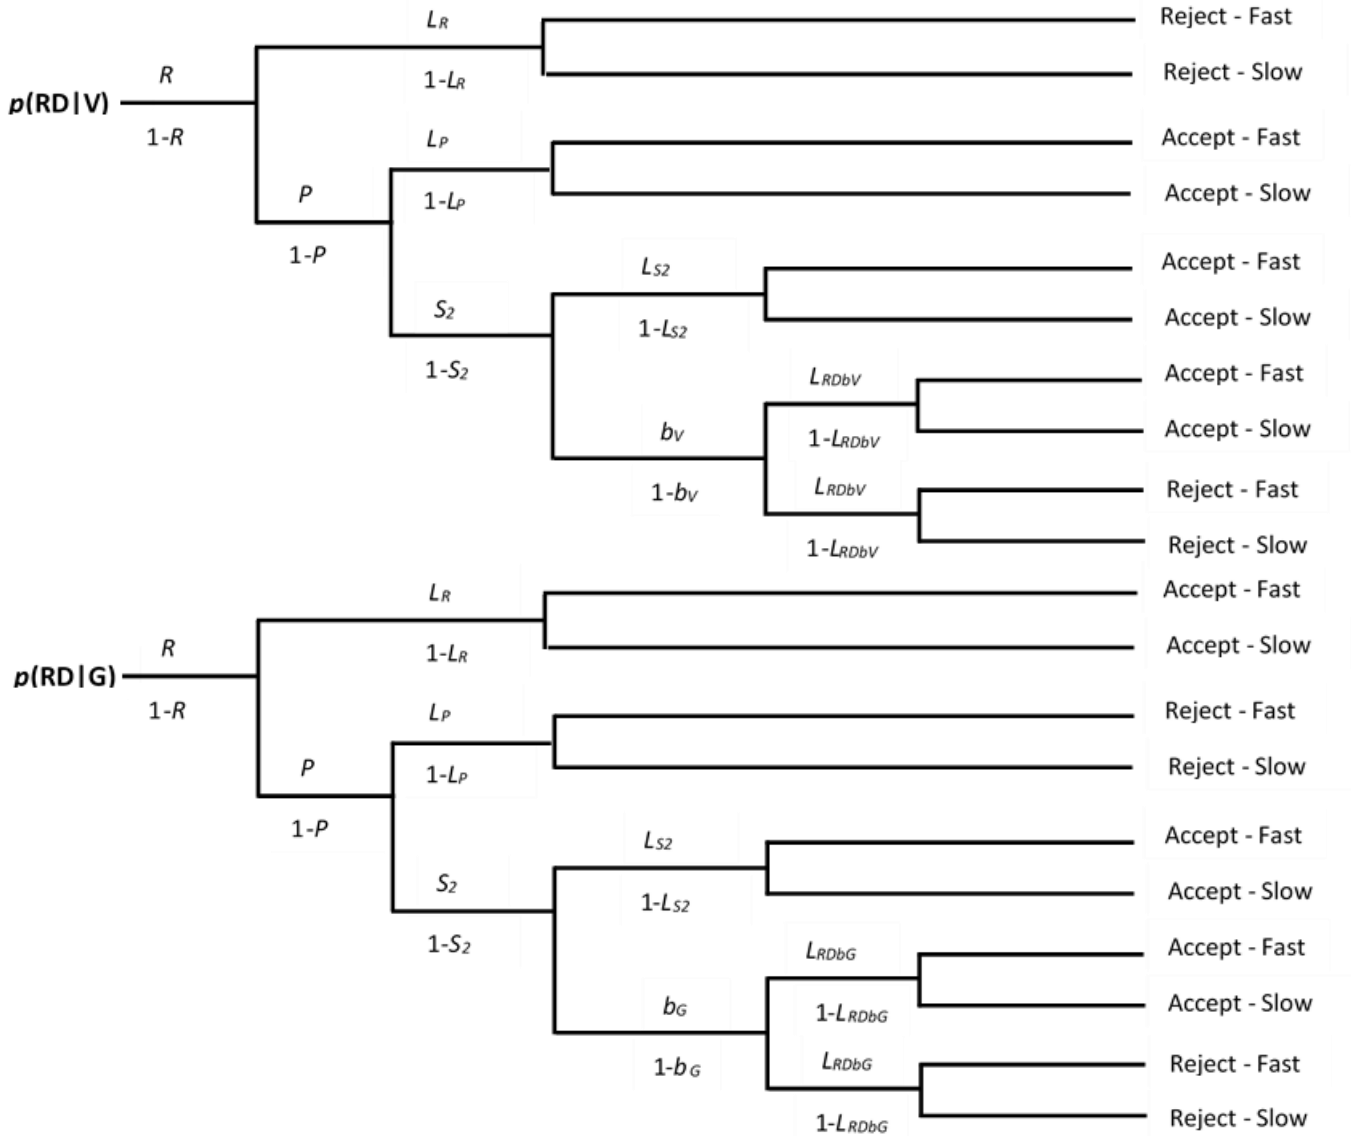 LR Reject - Fast
R 1-LR Reject - Slow
p(RD|V)
1-R LP Accept - Fast
P 1-LP Accept - Slow
1-P LS2 Accept - Fast
S2 1-LS2 Accept - Slow
1-S2 LRDbV Accept - Fast
bV 1-LRDbV Accept - Slow
1-bV LRDbV Reject - Fast
1-LRDbV Reject - Slow
LR Accept - Fast
R 1-LR Accept - Slow
p(RD|G)
1-R LP Reject - Fast
P 1-LP Reject - Slow
1-P LS2 Accept - Fast
S2 1-LS2 Accept - Slow
1-S2 LRDbG Accept - Fast
bG 1-LRDbG Accept - Slow
1-bG LRDbG Reject - Fast
1-LRDbG Reject - Slow